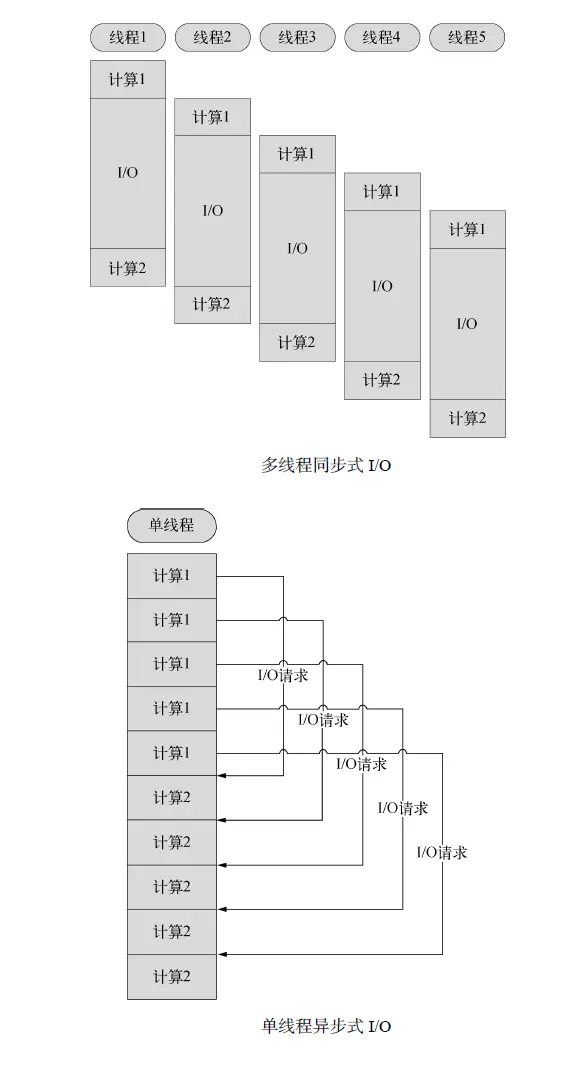 线程1 线程2 线程3 线程4 线程5
计算1
计算1
计算1
I/O
计算1
I/O
计算1
I/O
计算2
I/O
计算2
I/O
计算2
计算2
计算2
多线程同步式 I/O
单线程
计算1
计算1
计算1
I/O请求
计算1
I/O请求
计算1
I/O请求
计算2
I/O请求
计算2
I/O请求
计算2
计算2
计算2
单线程异步式 I/O